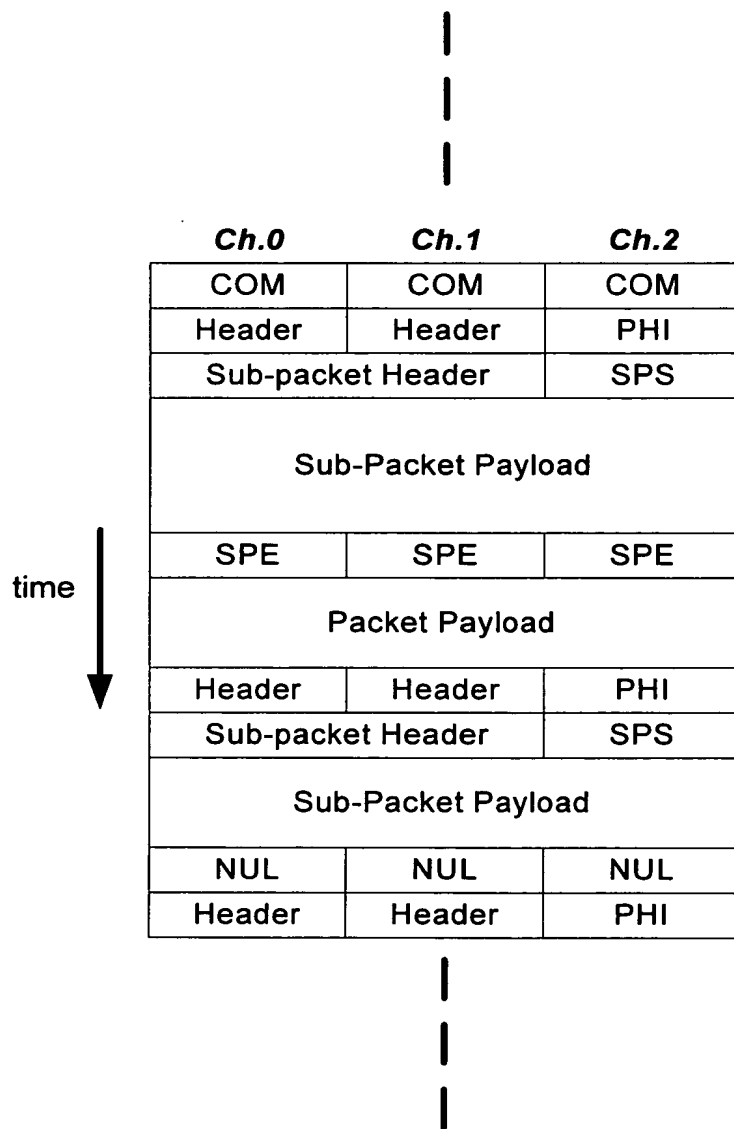 Ch.0 Ch.1 Ch.2
COM COM COM
Header Header PHI
Sub-packet Header SPS
Sub-Packet Payload
SPE SPE SPE
time
Packet Payload
Header Header PHI
Sub-packet Header SPS
Sub-Packet Payload
NUL NUL NUL
Header Header PHI